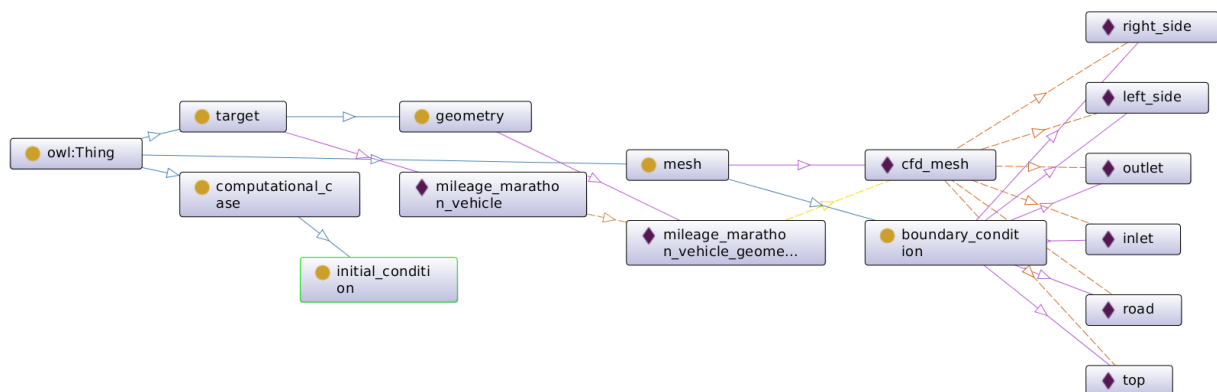 owl:Thing
target
computational_c
ase
initial_conditi
on
geometry
mileage_maratho
n_vehicle
mesh
mileage_maratho
n_vehicle_geome...
cfd_mesh
boundary_condit
ion
right_side
left_side
outlet
inlet
road
top